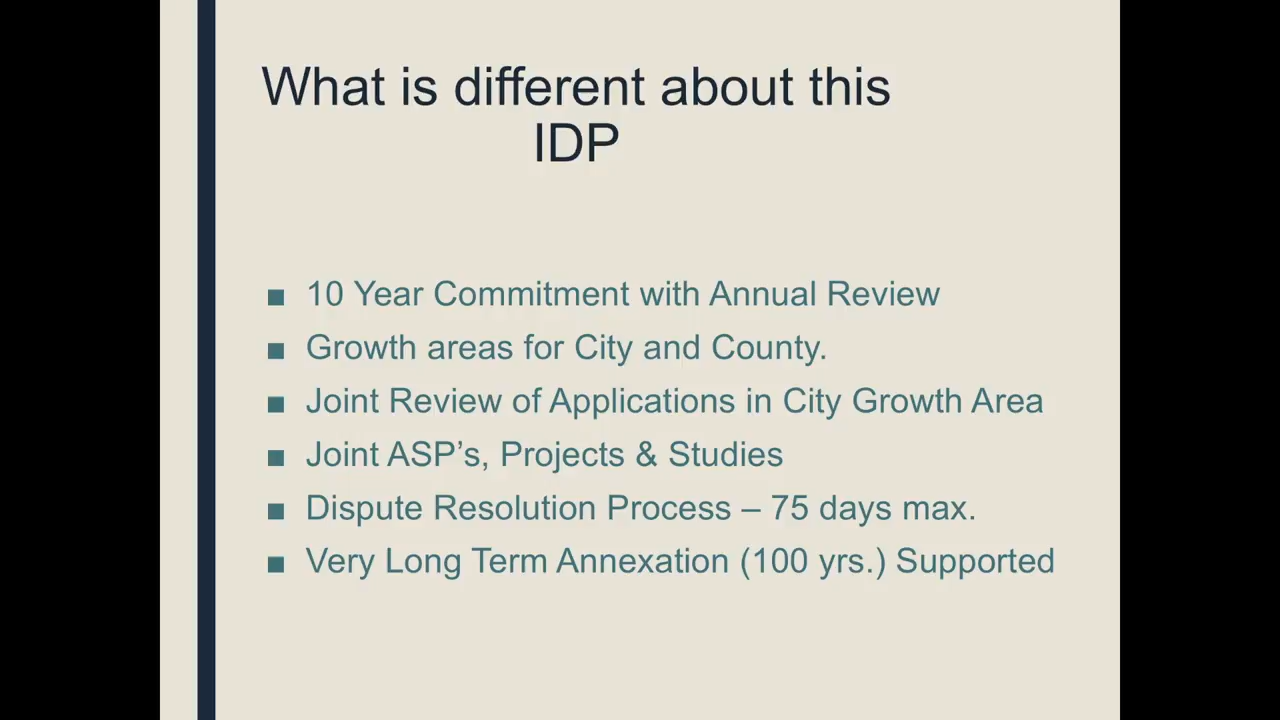 What is different about this
IDP
■ 10 Year Commitment with Annual Review
■ Growth areas for City and County.
■ Joint Review of Applications in City Growth Area
■ Joint ASP’s, Projects & Studies
■ Dispute Resolution Process – 75 days max.
■ Very Long Term Annexation (100 yrs.) Supported